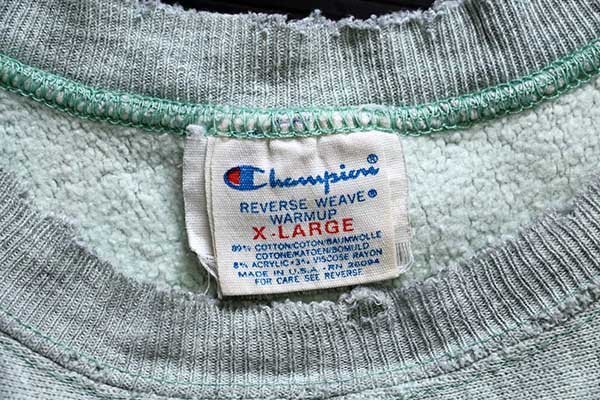 Champion®
REVERSE WEAVE®
WARMUP
X-LARGE
89% COTTON/COTON/BAUMWOLLE
COTONE/KATOEN/BOMULD
8% ACRYLIC•3% VISCOSE RAYON
MADE IN U.S.A.•RN 26094
FOR CARE SEE REVERSE